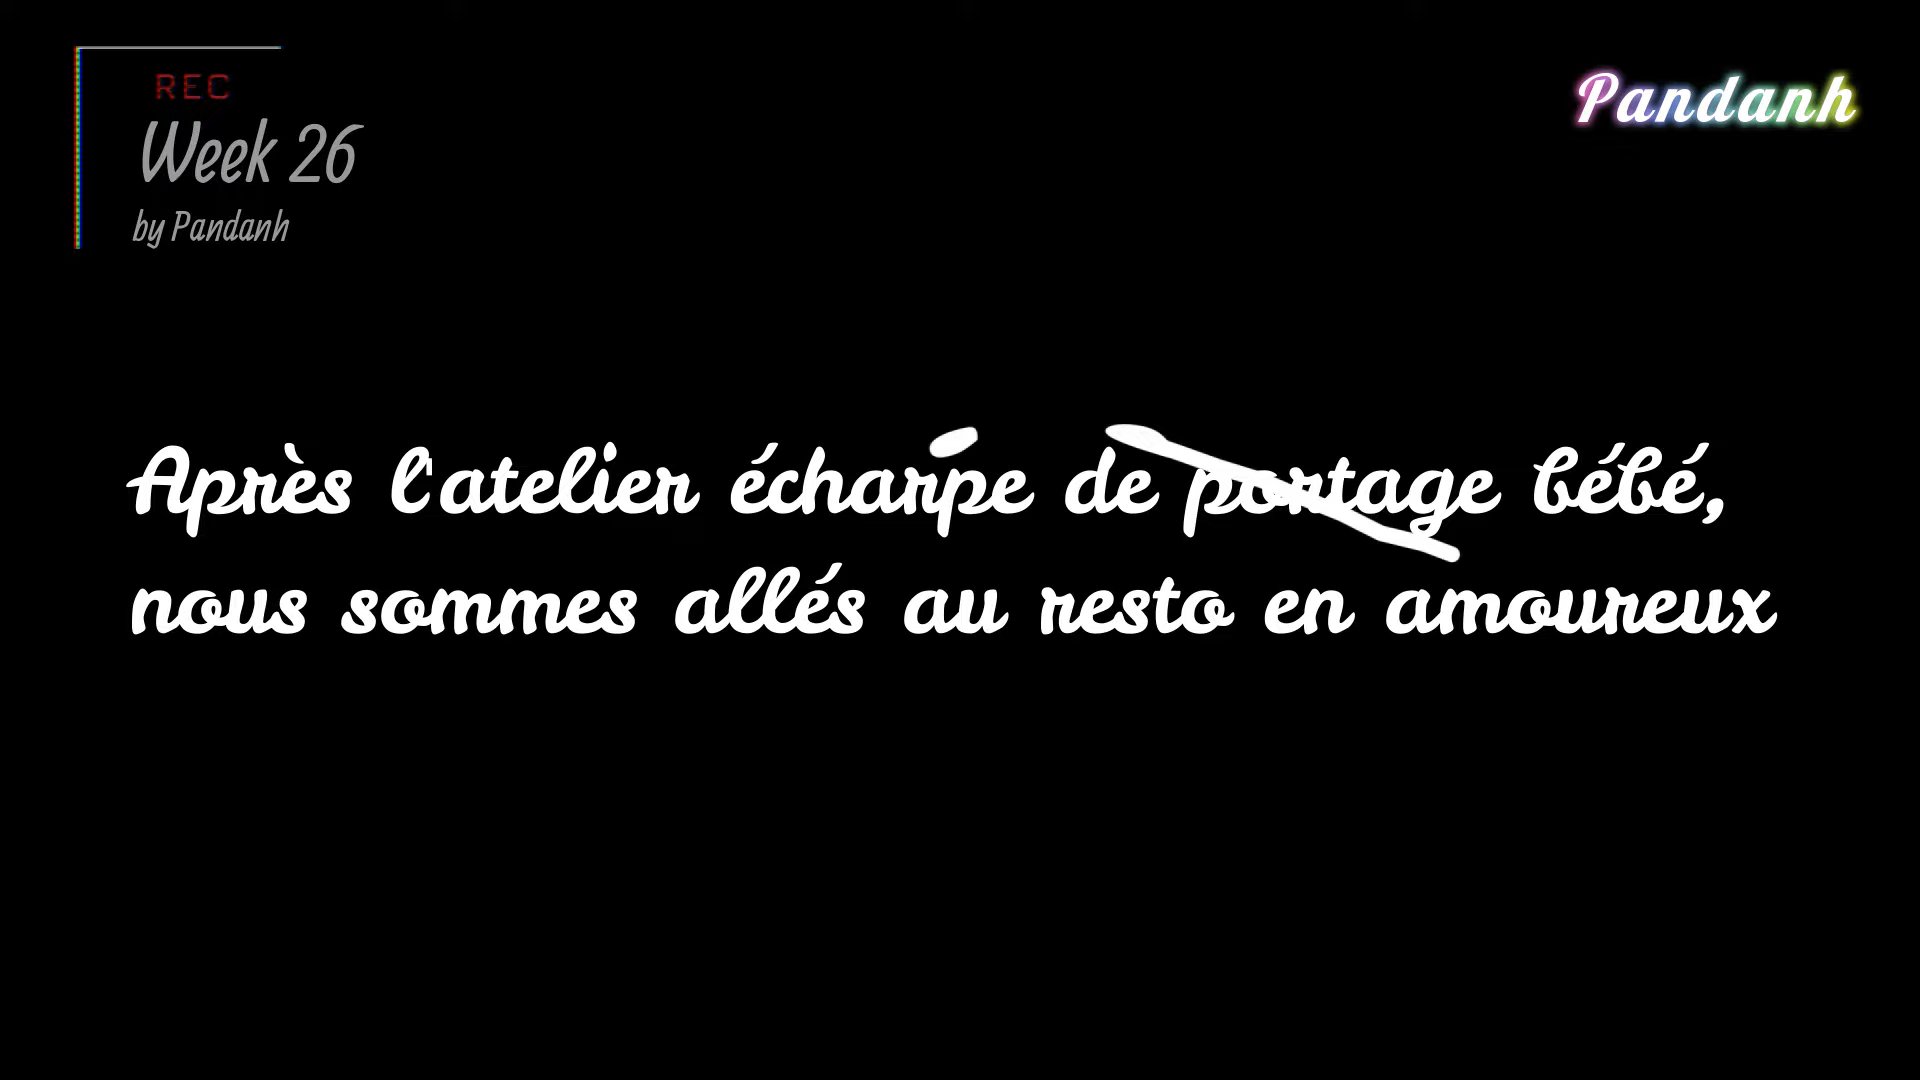 REC
Week 26
by Pandanh
Pandanh
Après l'atelier écharpe de portage bébé,
nous sommes allés au resto en amoureux